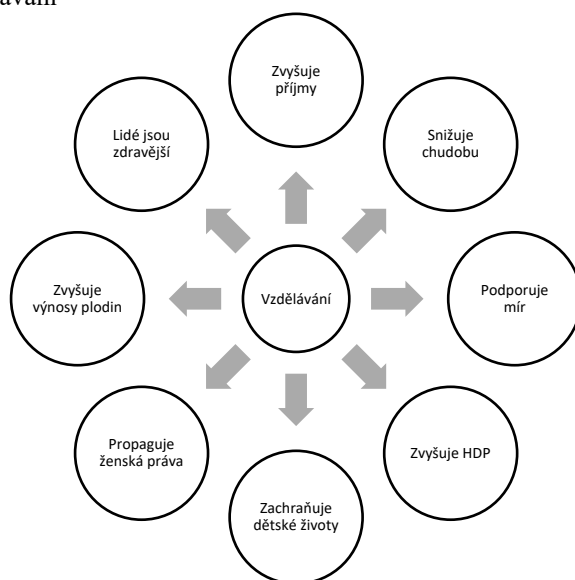 Zvyšuje
příjmy
Snižuje
chudobu
Podporuje
mír
Zvyšuje HDP
Zachraňuje
dětské životy
Propaguje
ženská práva
Zvyšuje
výnosy plodin
Lidé jsou
zdravější
Vzdělávání